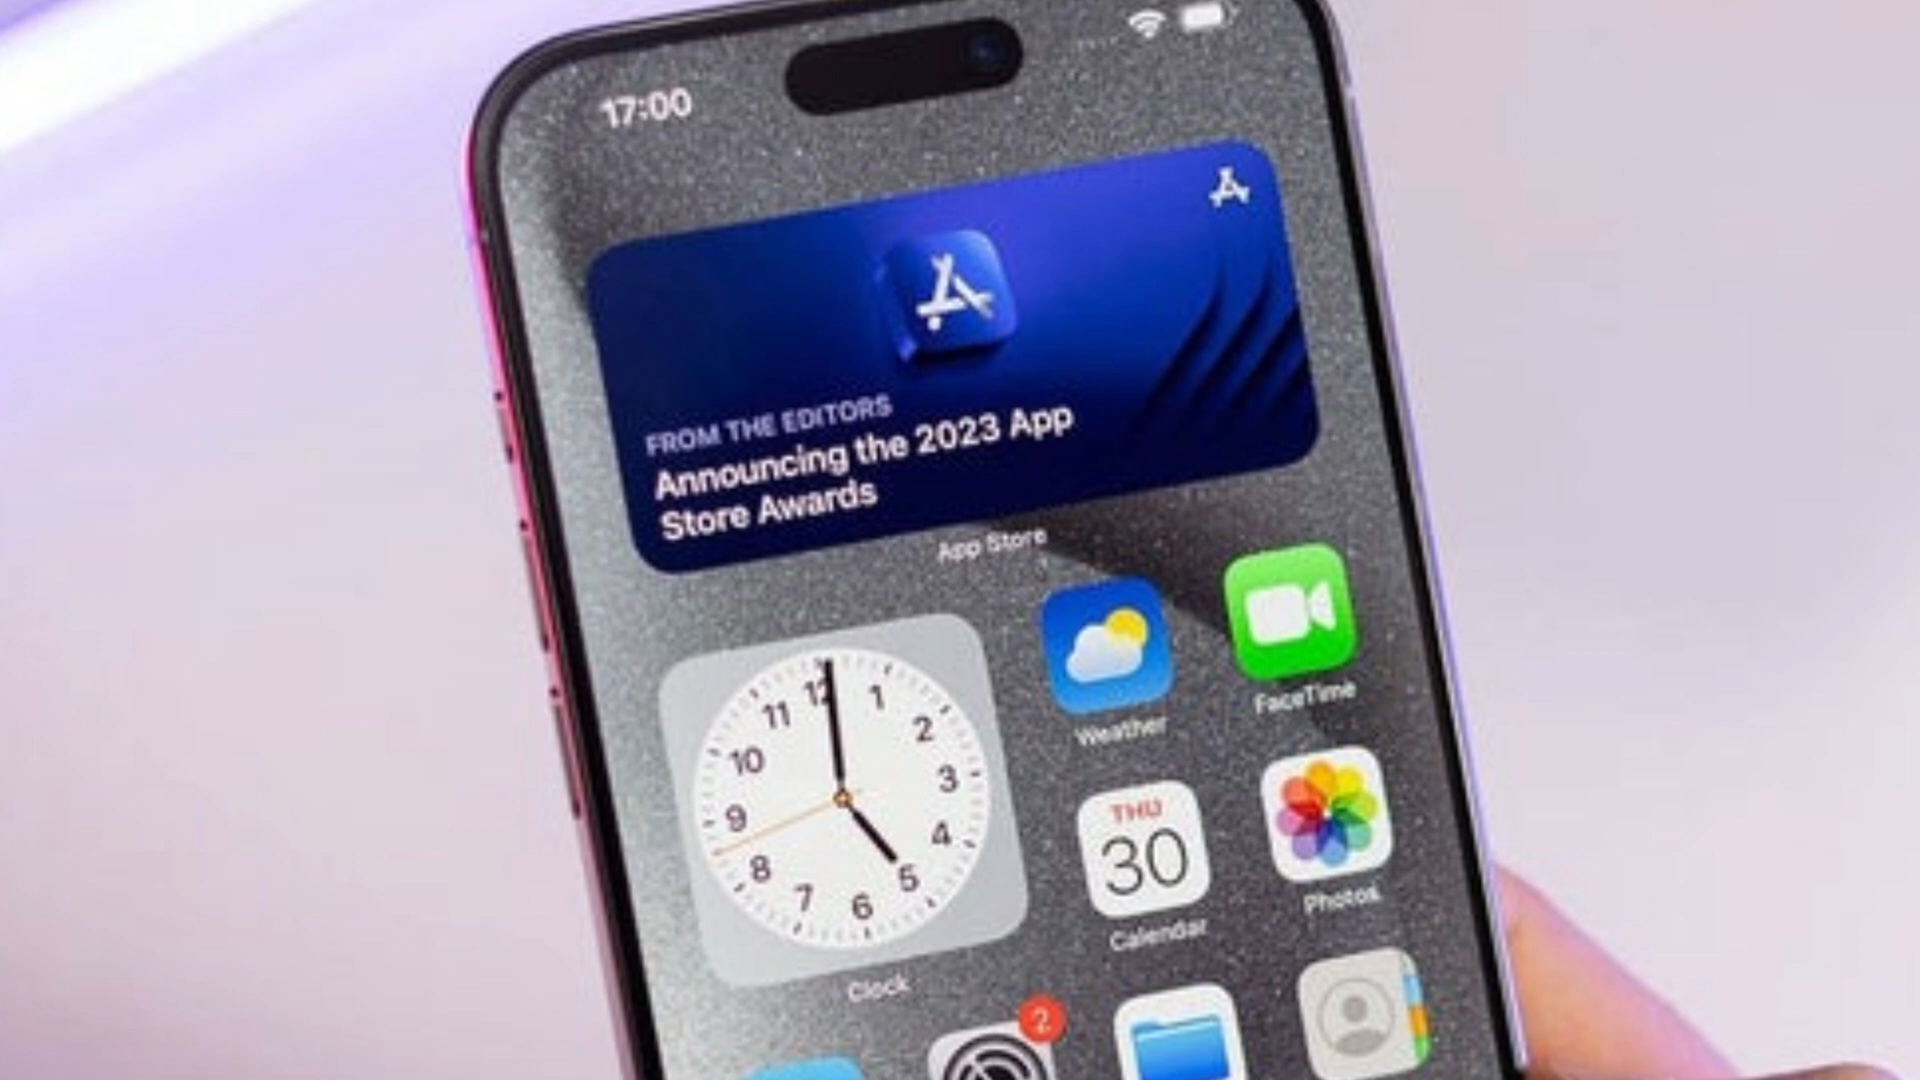 17:00
FROM THE EDITORS
Announcing the 2023 App
Store Awards
App Store
12
1
2
3
4
5
6
7
8
9
10
11
Clock
Weather
FaceTime
THU
30
Calendar
Photos
2